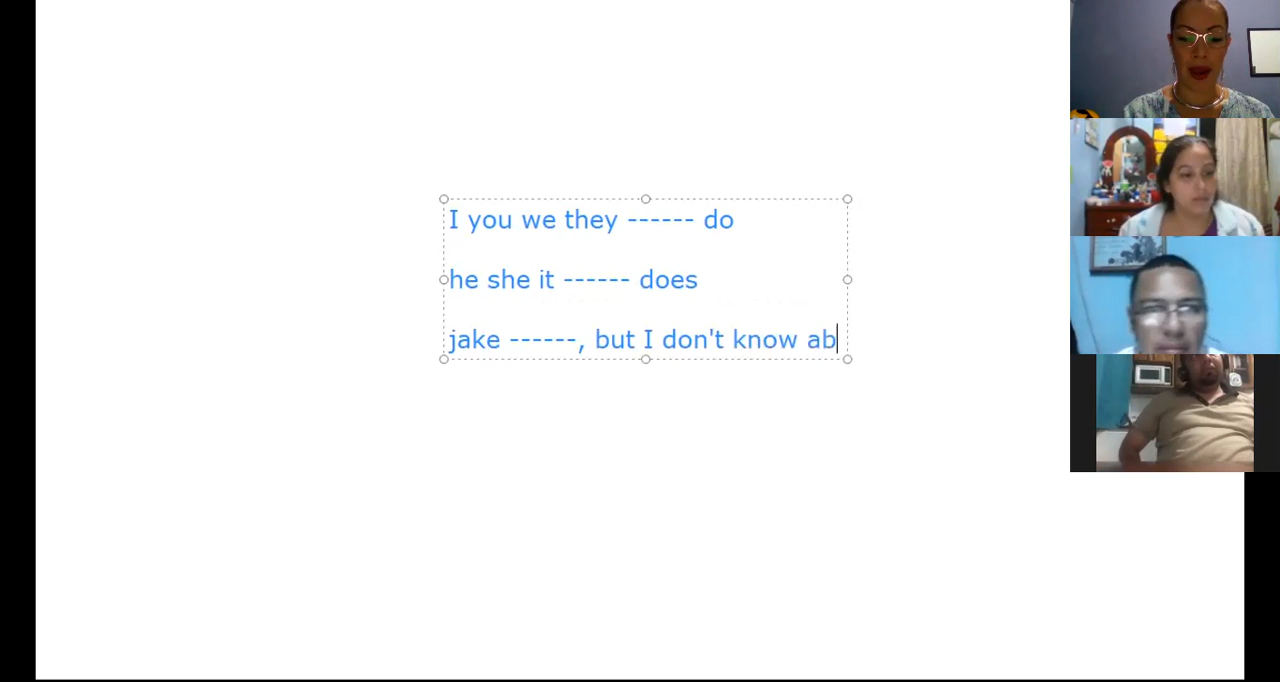 I you we they ------ do
he she it ------ does
jake ------, but I don't know ab